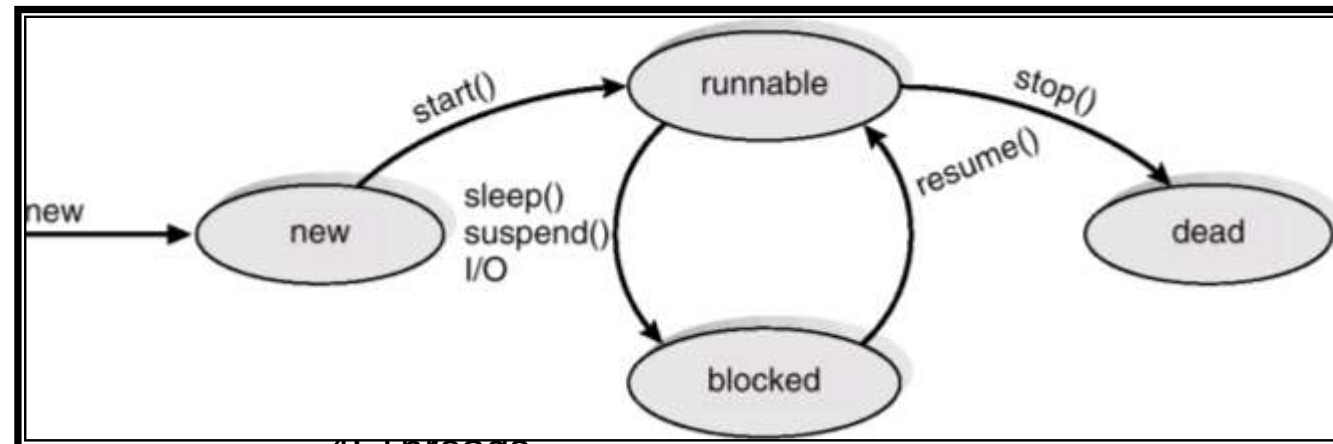 new
new
start()
runnable
stop()
sleep()
suspend()
I/O
resume()
blocked
dead